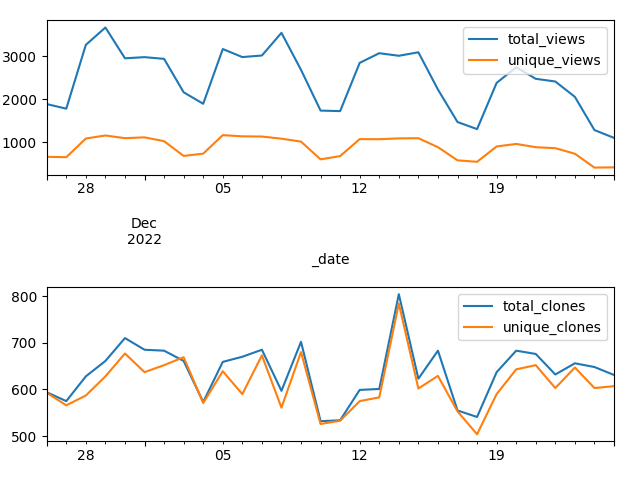 total_views
unique_views
3000
2000
1000
28 05 12 19
Dec
2022
_date
total_clones
unique_clones
800
700
600
500
28 05 12 19